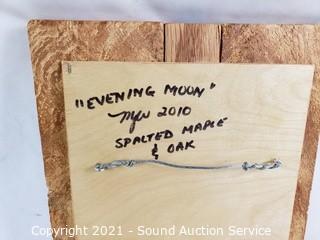 "EVENING MOON"
2010
SPALTED MAPLE
& OAK
Copyright 2021 - Sound Auction Service